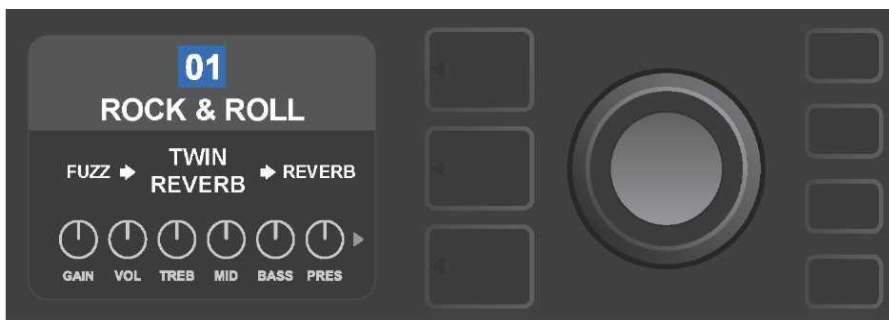 01
ROCK & ROLL
FUZZ TWIN REVERB REVERB
GAIN VOL TREB MID BASS PRES